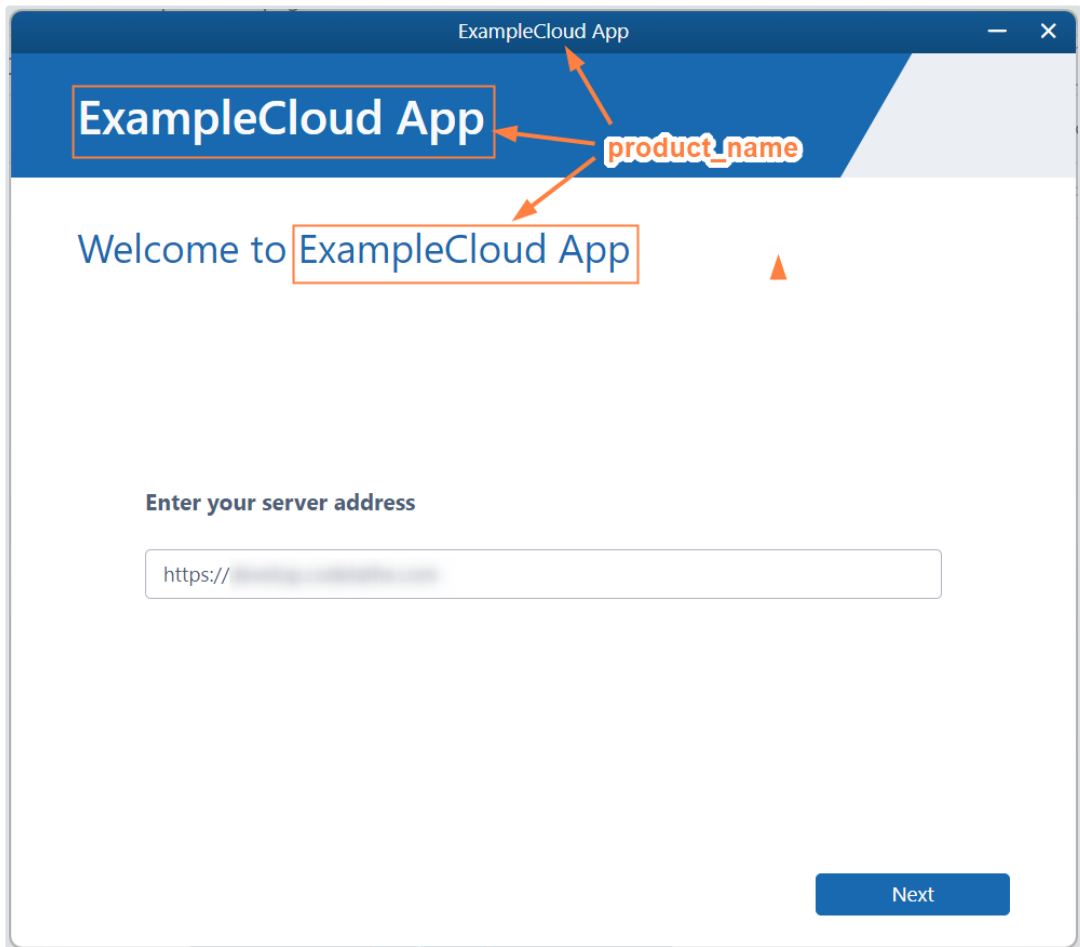 ExampleCloud App
ExampleCloud App
product_name
Welcome to ExampleCloud App
Enter your server address
https://
Next